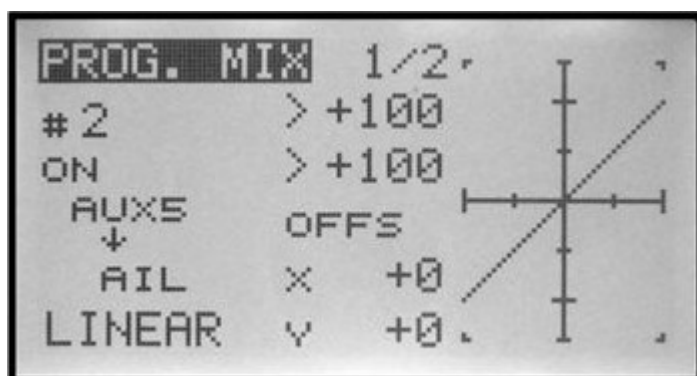 PROG. MIX 1/2
#2 > +100
ON > +100
AUX5
OFFS
↓
AIL X +0
LINEAR Y +0